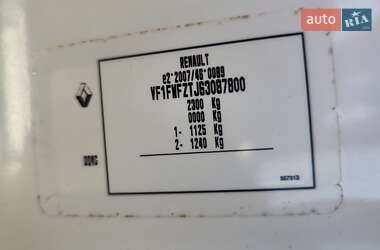 auto RIA
RENAULT
e2*2007/46*0089
VF1FWFZTJ63087800
2300 Kg
0000 Kg
1- 1125 Kg
2- 1240 Kg